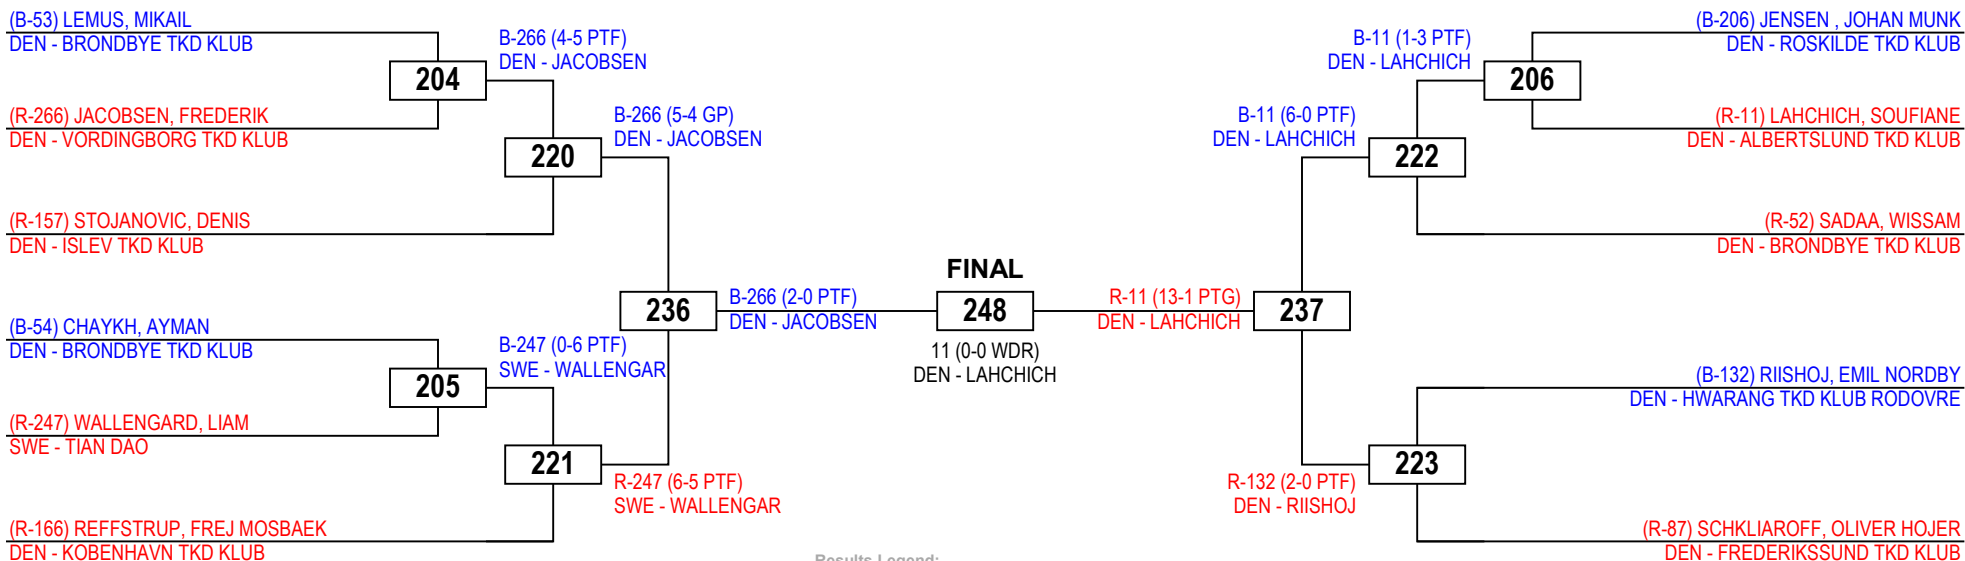 (B-53) LEMUS, MIKAIL
DEN - BRONDBYE TKD KLUB
204
(R-266) JACOBSEN, FREDERIK
DEN - VORDINGBORG TKD KLUB
B-266 (4-5 PTF)
DEN - JACOBSEN
220
B-266 (5-4 GP)
DEN - JACOBSEN
(R-157) STOJANOVIC, DENIS
DEN - ISLEV TKD KLUB
236
B-266 (2-0 PTF)
DEN - JACOBSEN
(B-54) CHAYKH, AYMAN
DEN - BRONDBYE TKD KLUB
205
(R-247) WALLENGARD, LIAM
SWE - TIAN DAO
B-247 (0-6 PTF)
SWE - WALLENGAR
221
R-247 (6-5 PTF)
SWE - WALLENGAR
(R-166) REFFSTRUP, FREJ MOSBAEK
DEN - KOBENHAVN TKD KLUB
FINAL
248
11 (0-0 WDR)
DEN - LAHCHICH
(B-206) JENSEN , JOHAN MUNK
DEN - ROSKILDE TKD KLUB
206
(R-11) LAHCHICH, SOUFIANE
DEN - ALBERTSLUND TKD KLUB
B-11 (1-3 PTF)
DEN - LAHCHICH
222
B-11 (6-0 PTF)
DEN - LAHCHICH
(R-52) SADAA, WISSAM
DEN - BRONDBYE TKD KLUB
R-11 (13-1 PTG)
DEN - LAHCHICH
237
(B-132) RIISHOJ, EMIL NORDBY
DEN - HWARANG TKD KLUB RODOVRE
223
R-132 (2-0 PTF)
DEN - RIISHOJ
(R-87) SCHKLIAROFF, OLIVER HOJER
DEN - FREDERIKSSUND TKD KLUB
Results Legend: